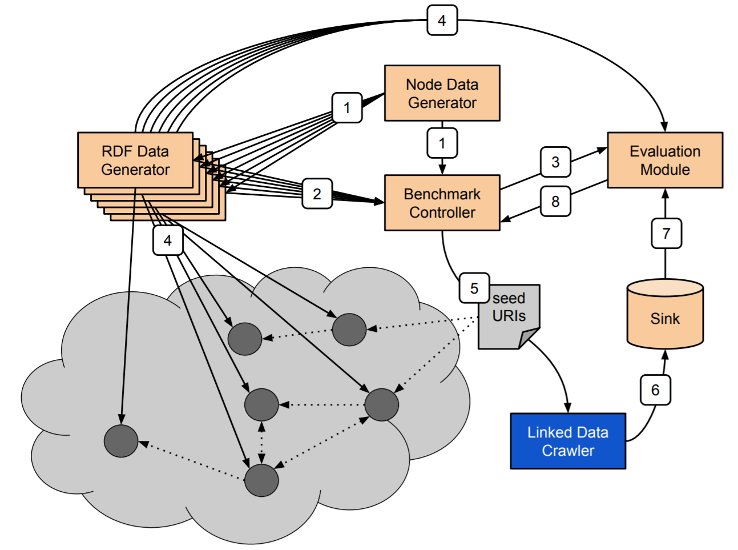 4
Node Data
Generator
1
1
RDF Data
Generator
3
Evaluation
Module
2
Benchmark
Controller
8
4
7
5
seed
URIs
Sink
6
Linked Data
Crawler